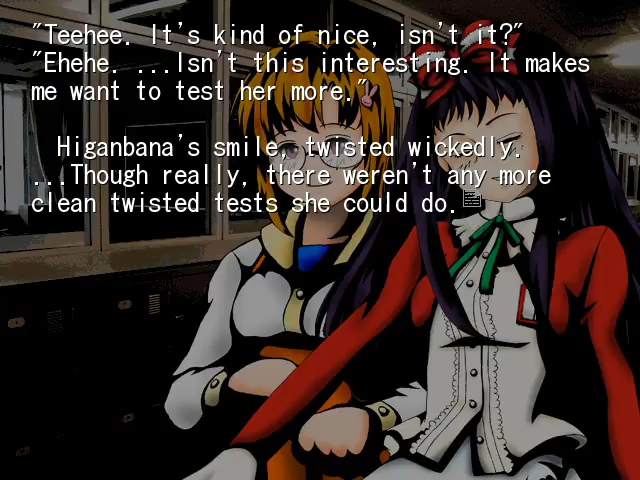 "Teehee. It's kind of nice, isn't it?"
"Ehehe. ...Isn't this interesting. It makes
me want to test her more."
Higanbana's smile, twisted wickedly.
...Though really, there weren't any more
clean twisted tests she could do.